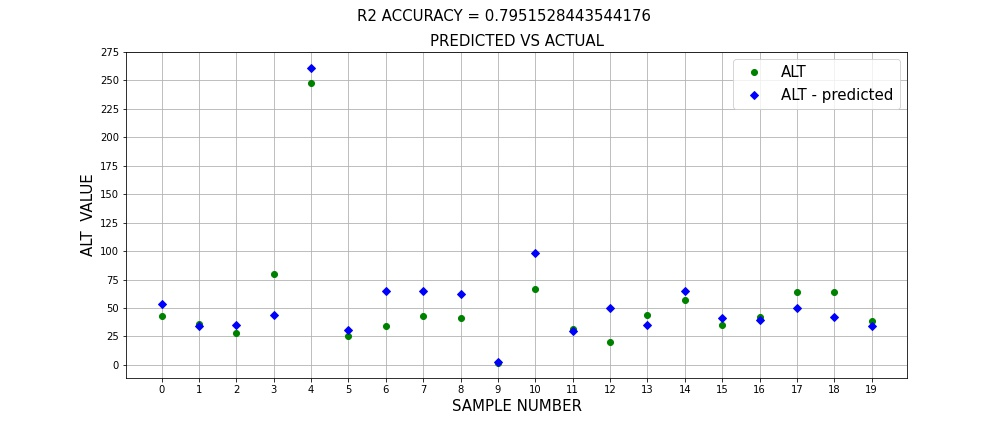 R2 ACCURACY = 0.7951528443544176
PREDICTED VS ACTUAL
ALT
ALT - predicted
ALT VALUE
275
250
225
200
175
150
125
100
75
50
25
0
0 1 2 3 4 5 6 7 8 9 10 11 12 13 14 15 16 17 18 19
SAMPLE NUMBER